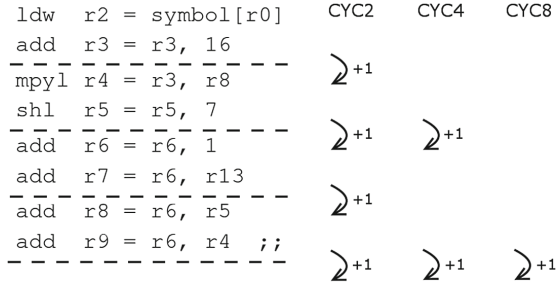 ldw r2 = symbol[r0] CYC2 CYC4 CYC8
add r3 = r3, 16
+1
mpyl r4 = r3, r8
shl r5 = r5, 7
+1 +1
add r6 = r6, 1
add r7 = r6, r13
+1
add r8 = r6, r5
add r9 = r6, r4 ;;
+1 +1 +1